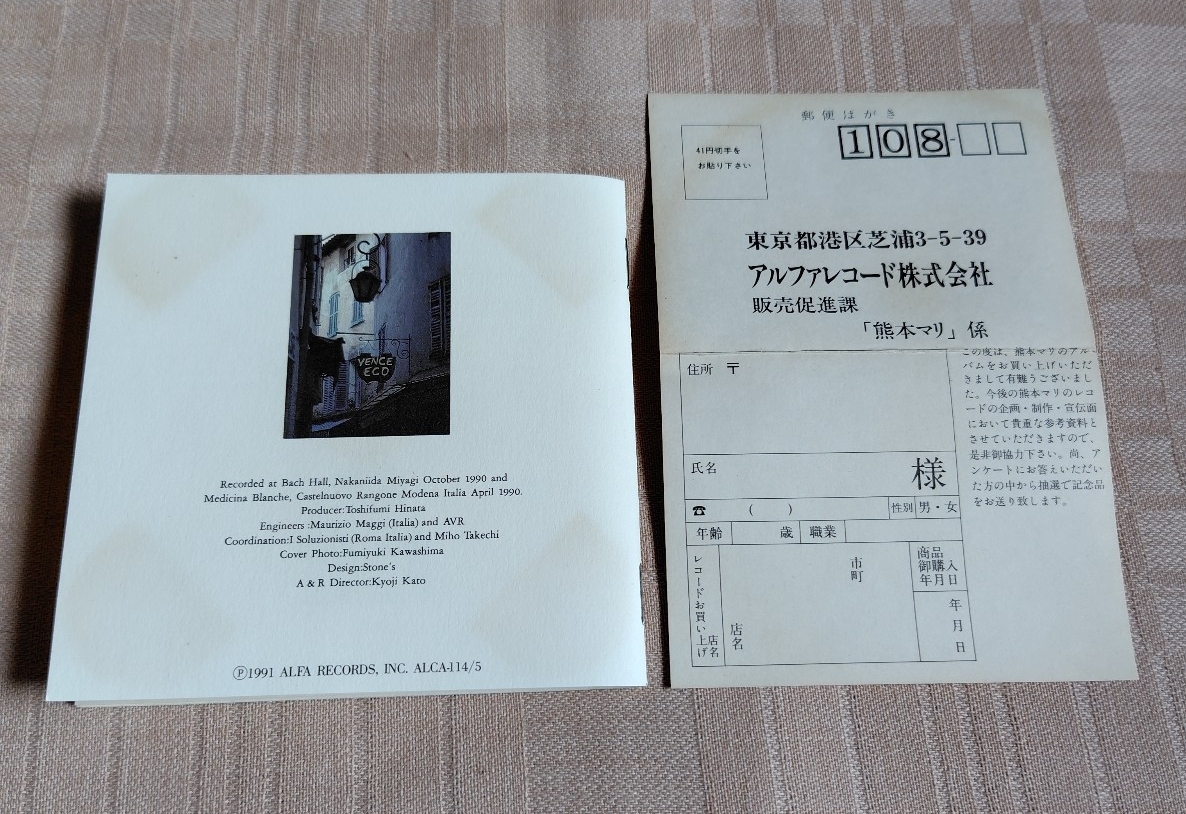 VENCE
ECO
Recorded at Bach Hall, Nakaniida Miyagi October 1990 and
Medicina Blanche, Castelnuovo Rangone Modena Italia April 1990.
Producer:Toshifumi Hinata
Engineers :Maurizio Maggi (Italia) and AVR
Coordination:I Soluzionisti (Roma Italia) and Miho Takechi
Cover Photo:Fumiyuki Kawashima
Design:Stone's
A & R Director:Kyoji Kato
Ⓟ1991 ALFA RECORDS, INC. ALCA-114/5
郵便はがき
41円切手を
お貼り下さい
108-
東京都港区芝浦3-5-39
アルファレコード株式会社
販売促進課
「熊本マリ」係
住所 〒
氏名
様
☎ ( )
性別 男・女
年齢 歳 職業
レコードお買い上げ
店名
市
町
店名
商品
御購入
年月日
年
月
日
この度は、熊本マリのアル
バムをお買い上げいただ
きまして有難うございまし
た。今後の熊本マリのレコ
ードの企画・制作・宣伝面
において貴重な参考資料と
させていただきますので、
是非御協力下さい。尚、ア
ンケートにお答えいただい
た方の中から抽選で記念品
をお送り致します。